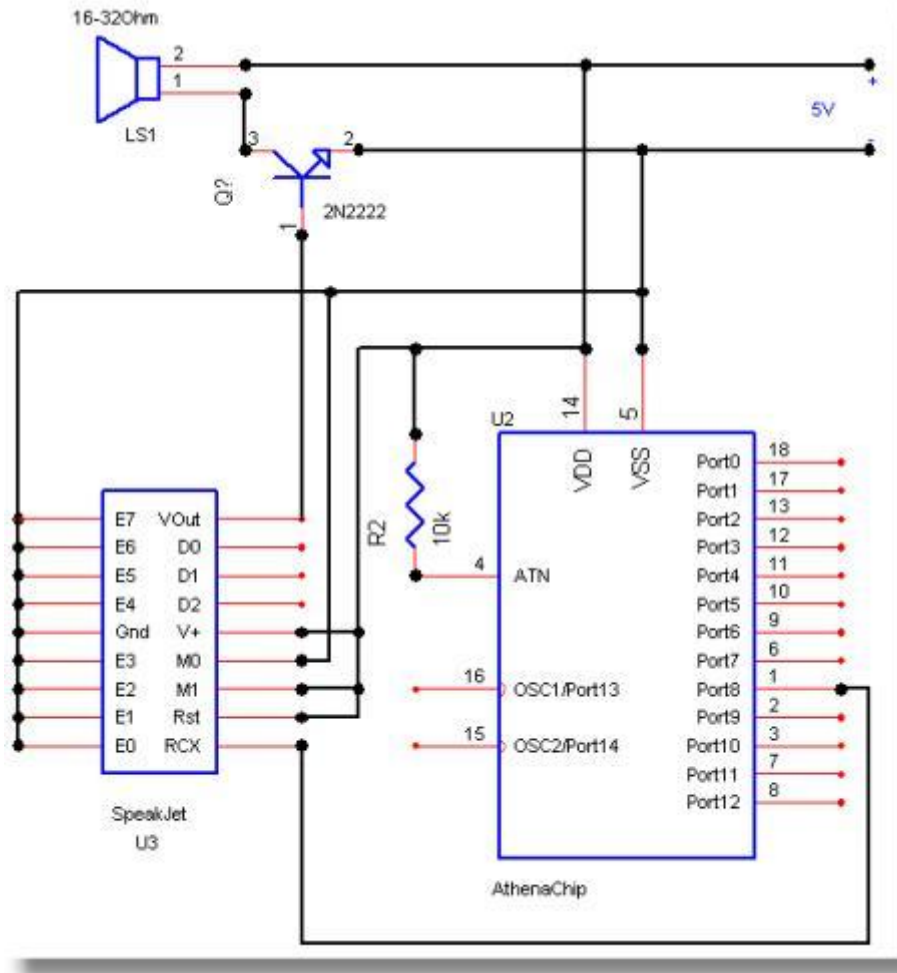 16-32Ohm
2
1
LS1
+
5V
-
3
2
Q?
2N2222
1
U2
14
5
VDD
VSS
R2
10k
4
ATN
16
OSC1/Port13
15
OSC2/Port14
Port0 18
Port1 17
Port2 13
Port3 12
Port4 11
Port5 10
Port6 9
Port7 6
Port8 1
Port9 2
Port10 3
Port11 7
Port12 8
AthenaChip
E7 VOut
E6 D0
E5 D1
E4 D2
Gnd V+
E3 M0
E2 M1
E1 Rst
E0 RCX
SpeakJet
U3